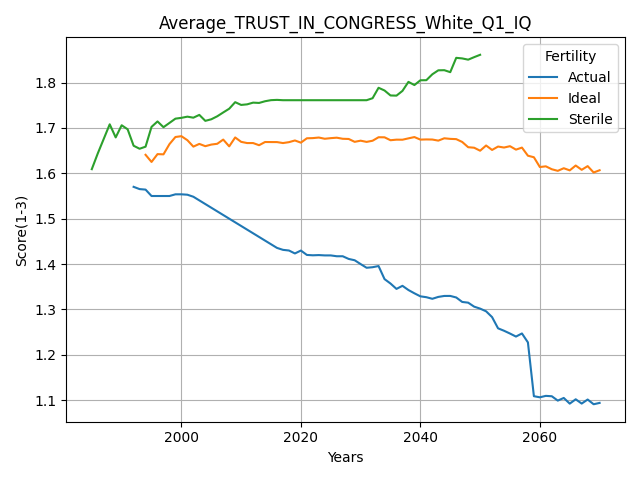 Average_TRUST_IN_CONGRESS_White_Q1_IQ
Fertility
Actual
Ideal
Sterile
Score(1-3)
1.8
1.7
1.6
1.5
1.4
1.3
1.2
1.1
2000 2020 2040 2060
Years